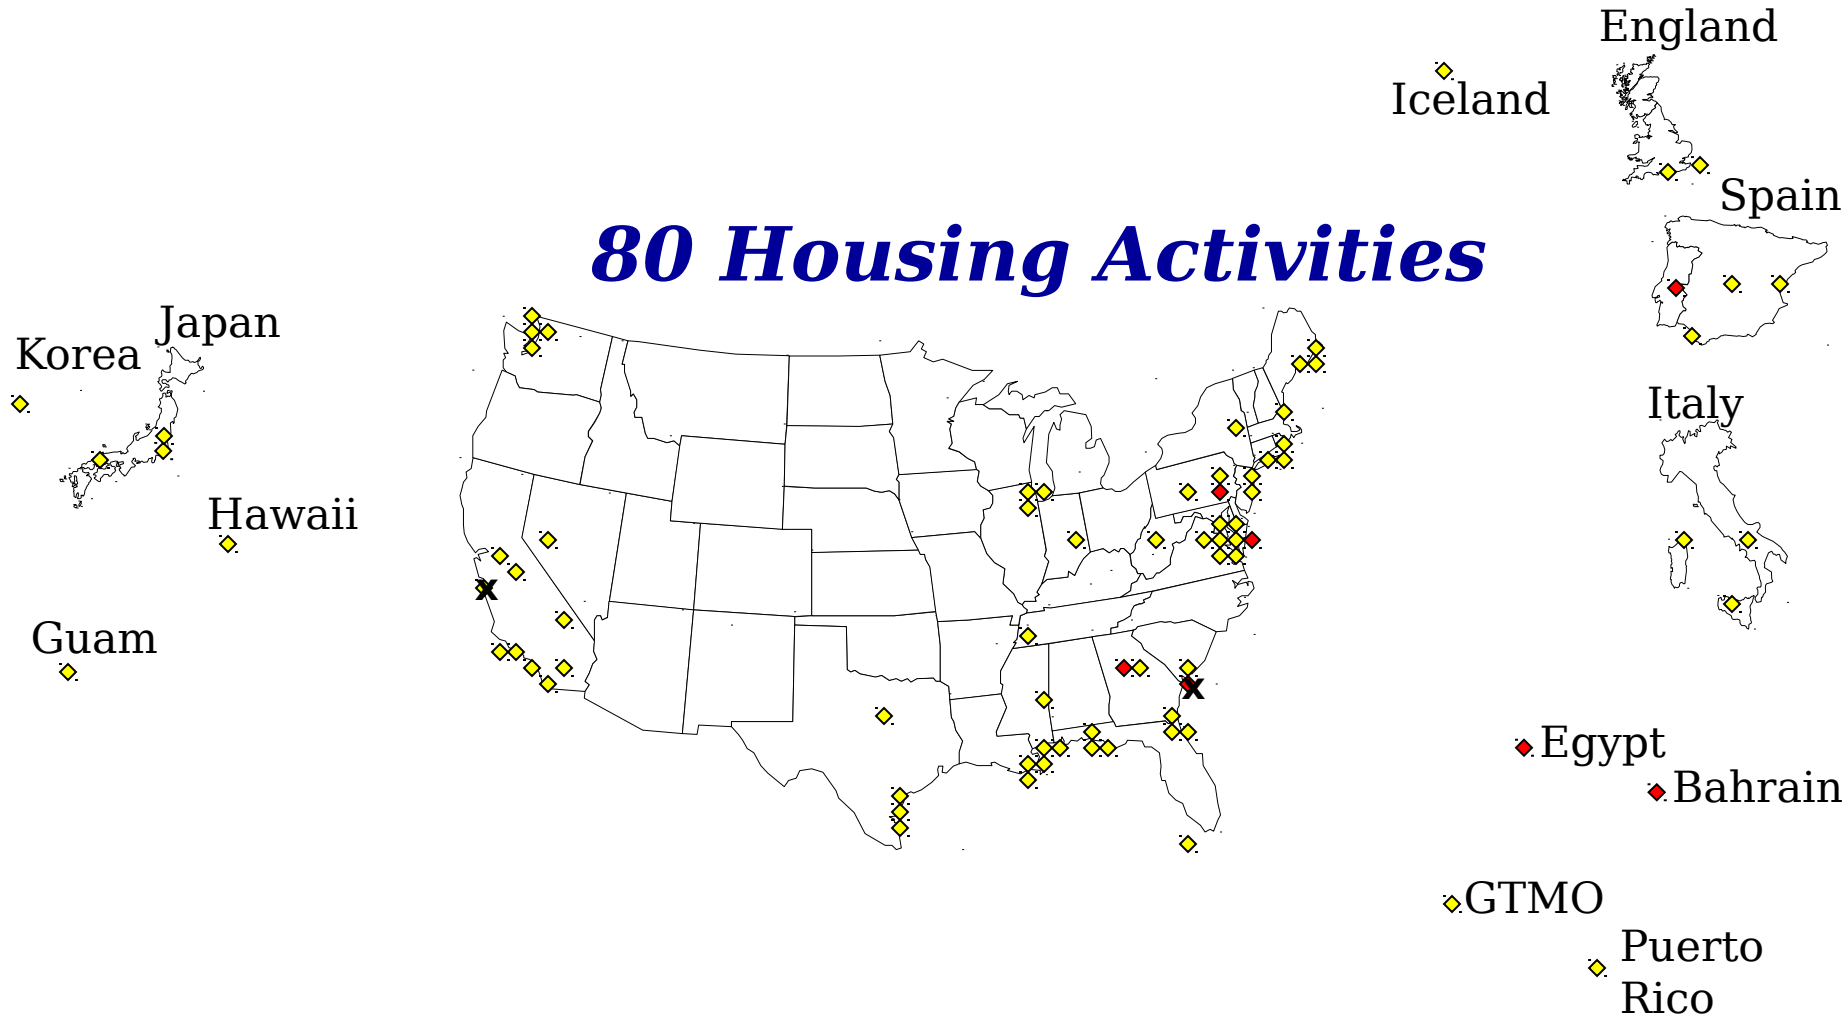 England
Iceland
Spain
80 Housing Activities
Japan
Korea
Italy
Hawaii
x
Guam
x
Egypt
Bahrain
GTMO
Puerto
Rico